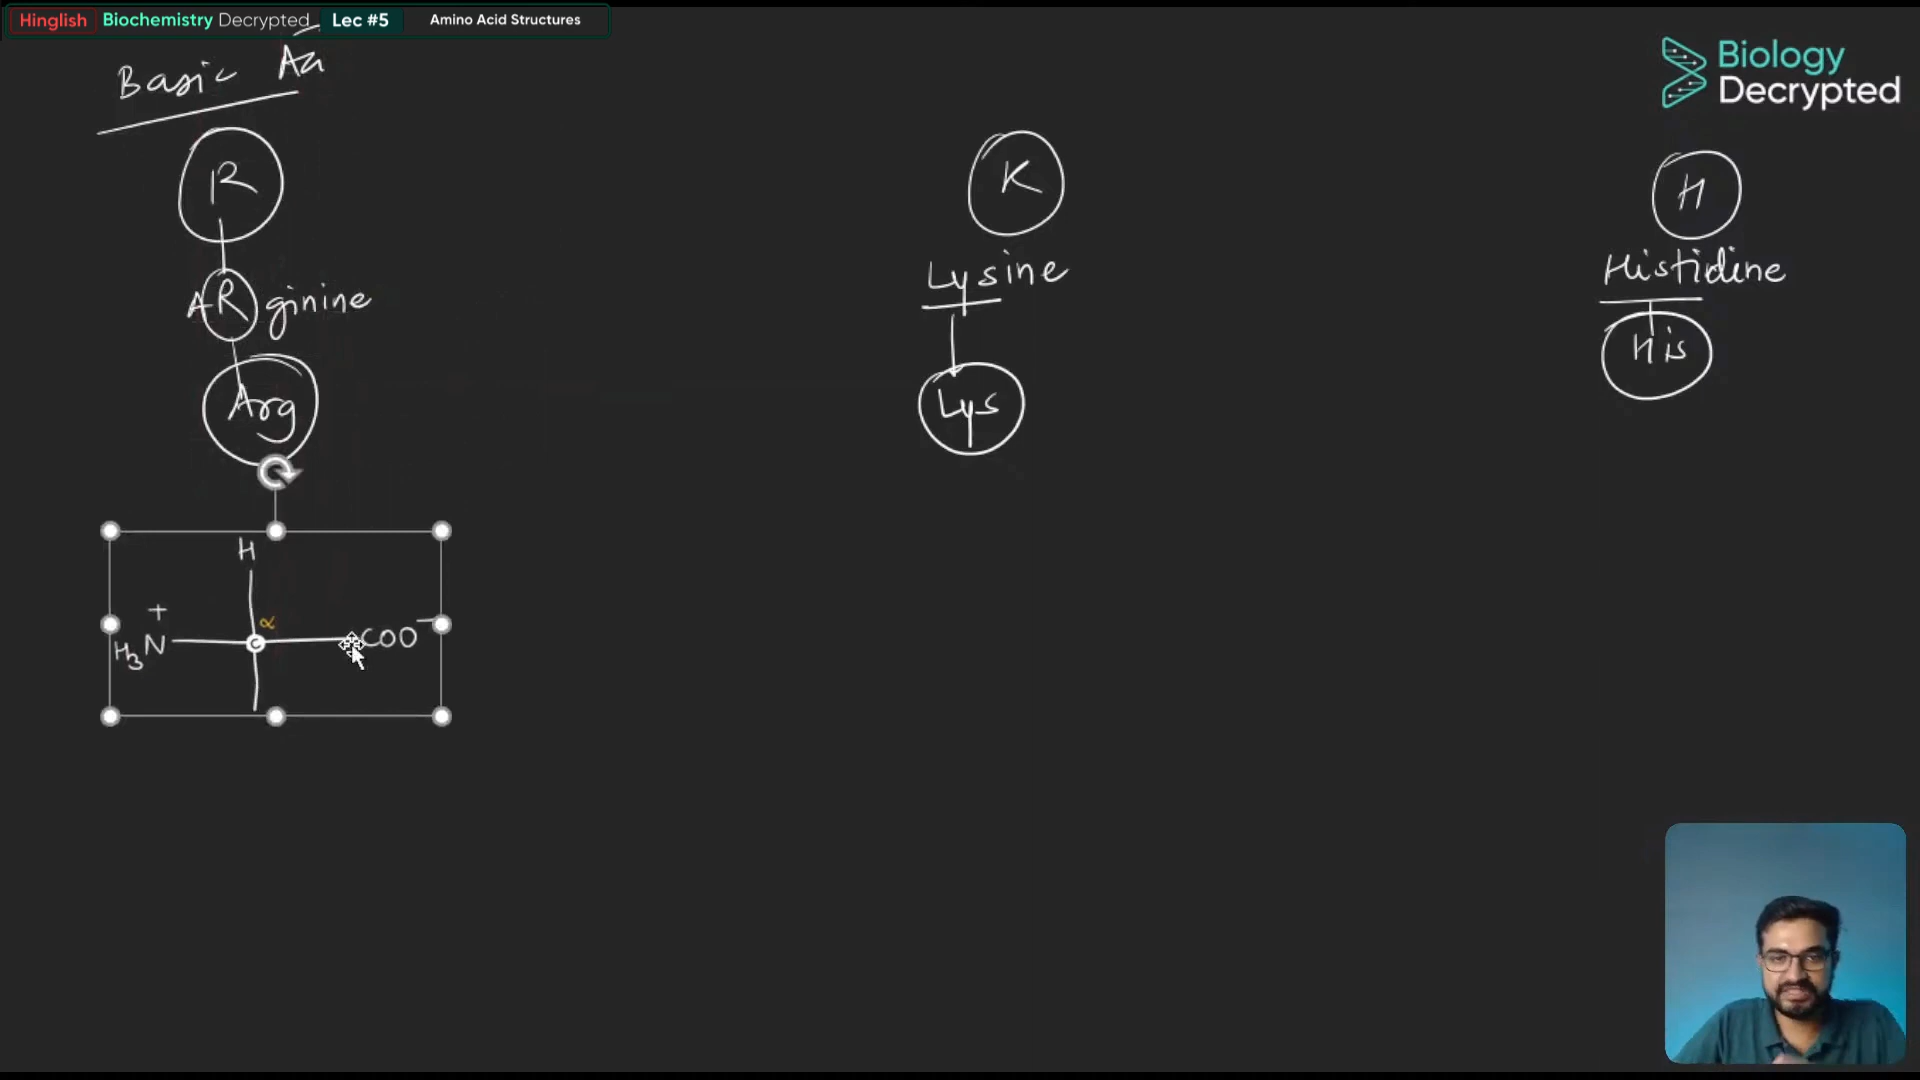 Hinglish Biochemistry Decrypted Lec #5 Amino Acid Structures
Biology
Decrypted
Basic Aa
R
K
H
ARginine
Lysine
Histidine
Arg
Lys
His
H
+
α
H3N
C
COO−